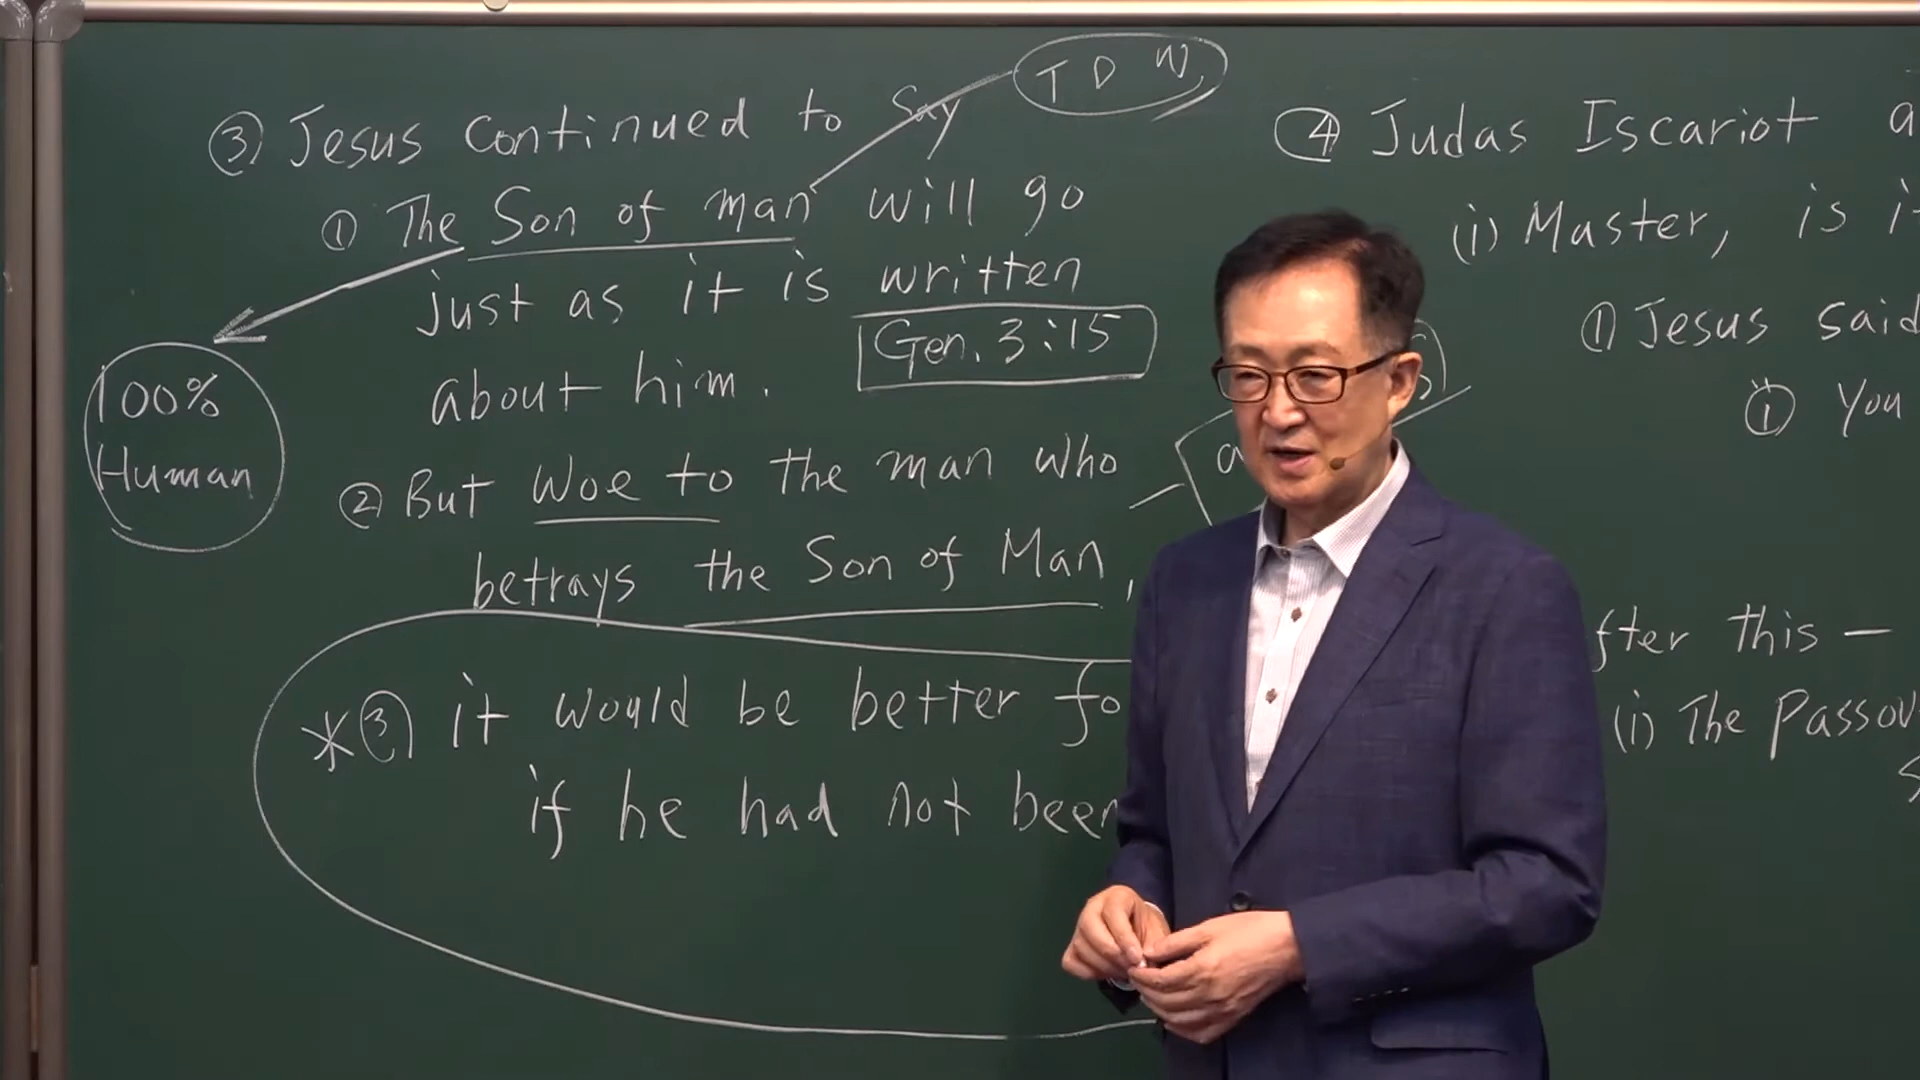 T D W
③ Jesus continued to say
① The Son of man will go
just as it is written
Gen. 3:15
about him.
100%
Human
② But Woe to the man who
betrays the Son of Man,
*③ it would be better fo
if he had not been
④ Judas Iscariot a
(i) Master, is it
① Jesus said
ⓘ You
fter this —
(i) The Passov